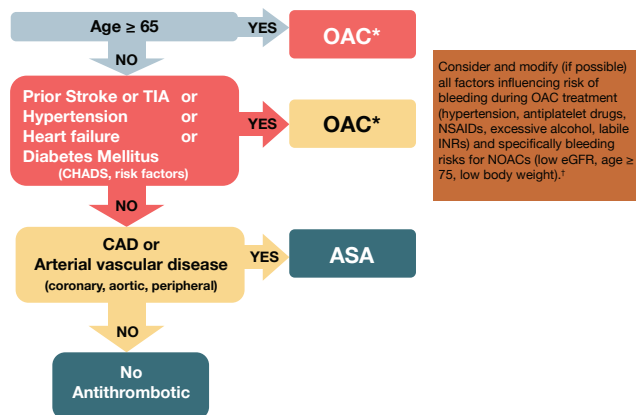 Age ≥ 65
YES
OAC*
NO
Prior Stroke or TIA or
Hypertension or
Heart failure or
Diabetes Mellitus
(CHADS, risk factors)
YES
OAC*
Consider and modify (if possible)
all factors influencing risk of
bleeding during OAC treatment
(hypertension, antiplatelet drugs,
NSAIDs, excessive alcohol, labile
INRs) and specifically bleeding
risks for NOACs (low eGFR, age ≥
75, low body weight).†
NO
CAD or
Arterial vascular disease
(coronary, aortic, peripheral)
YES
ASA
NO
No
Antithrombotic